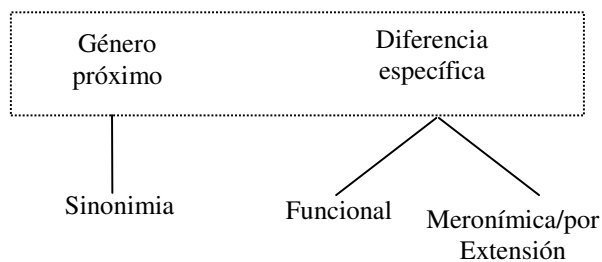 Género
próximo
Diferencia
específica
Sinonimia
Funcional
Meronímica/por
Extensión